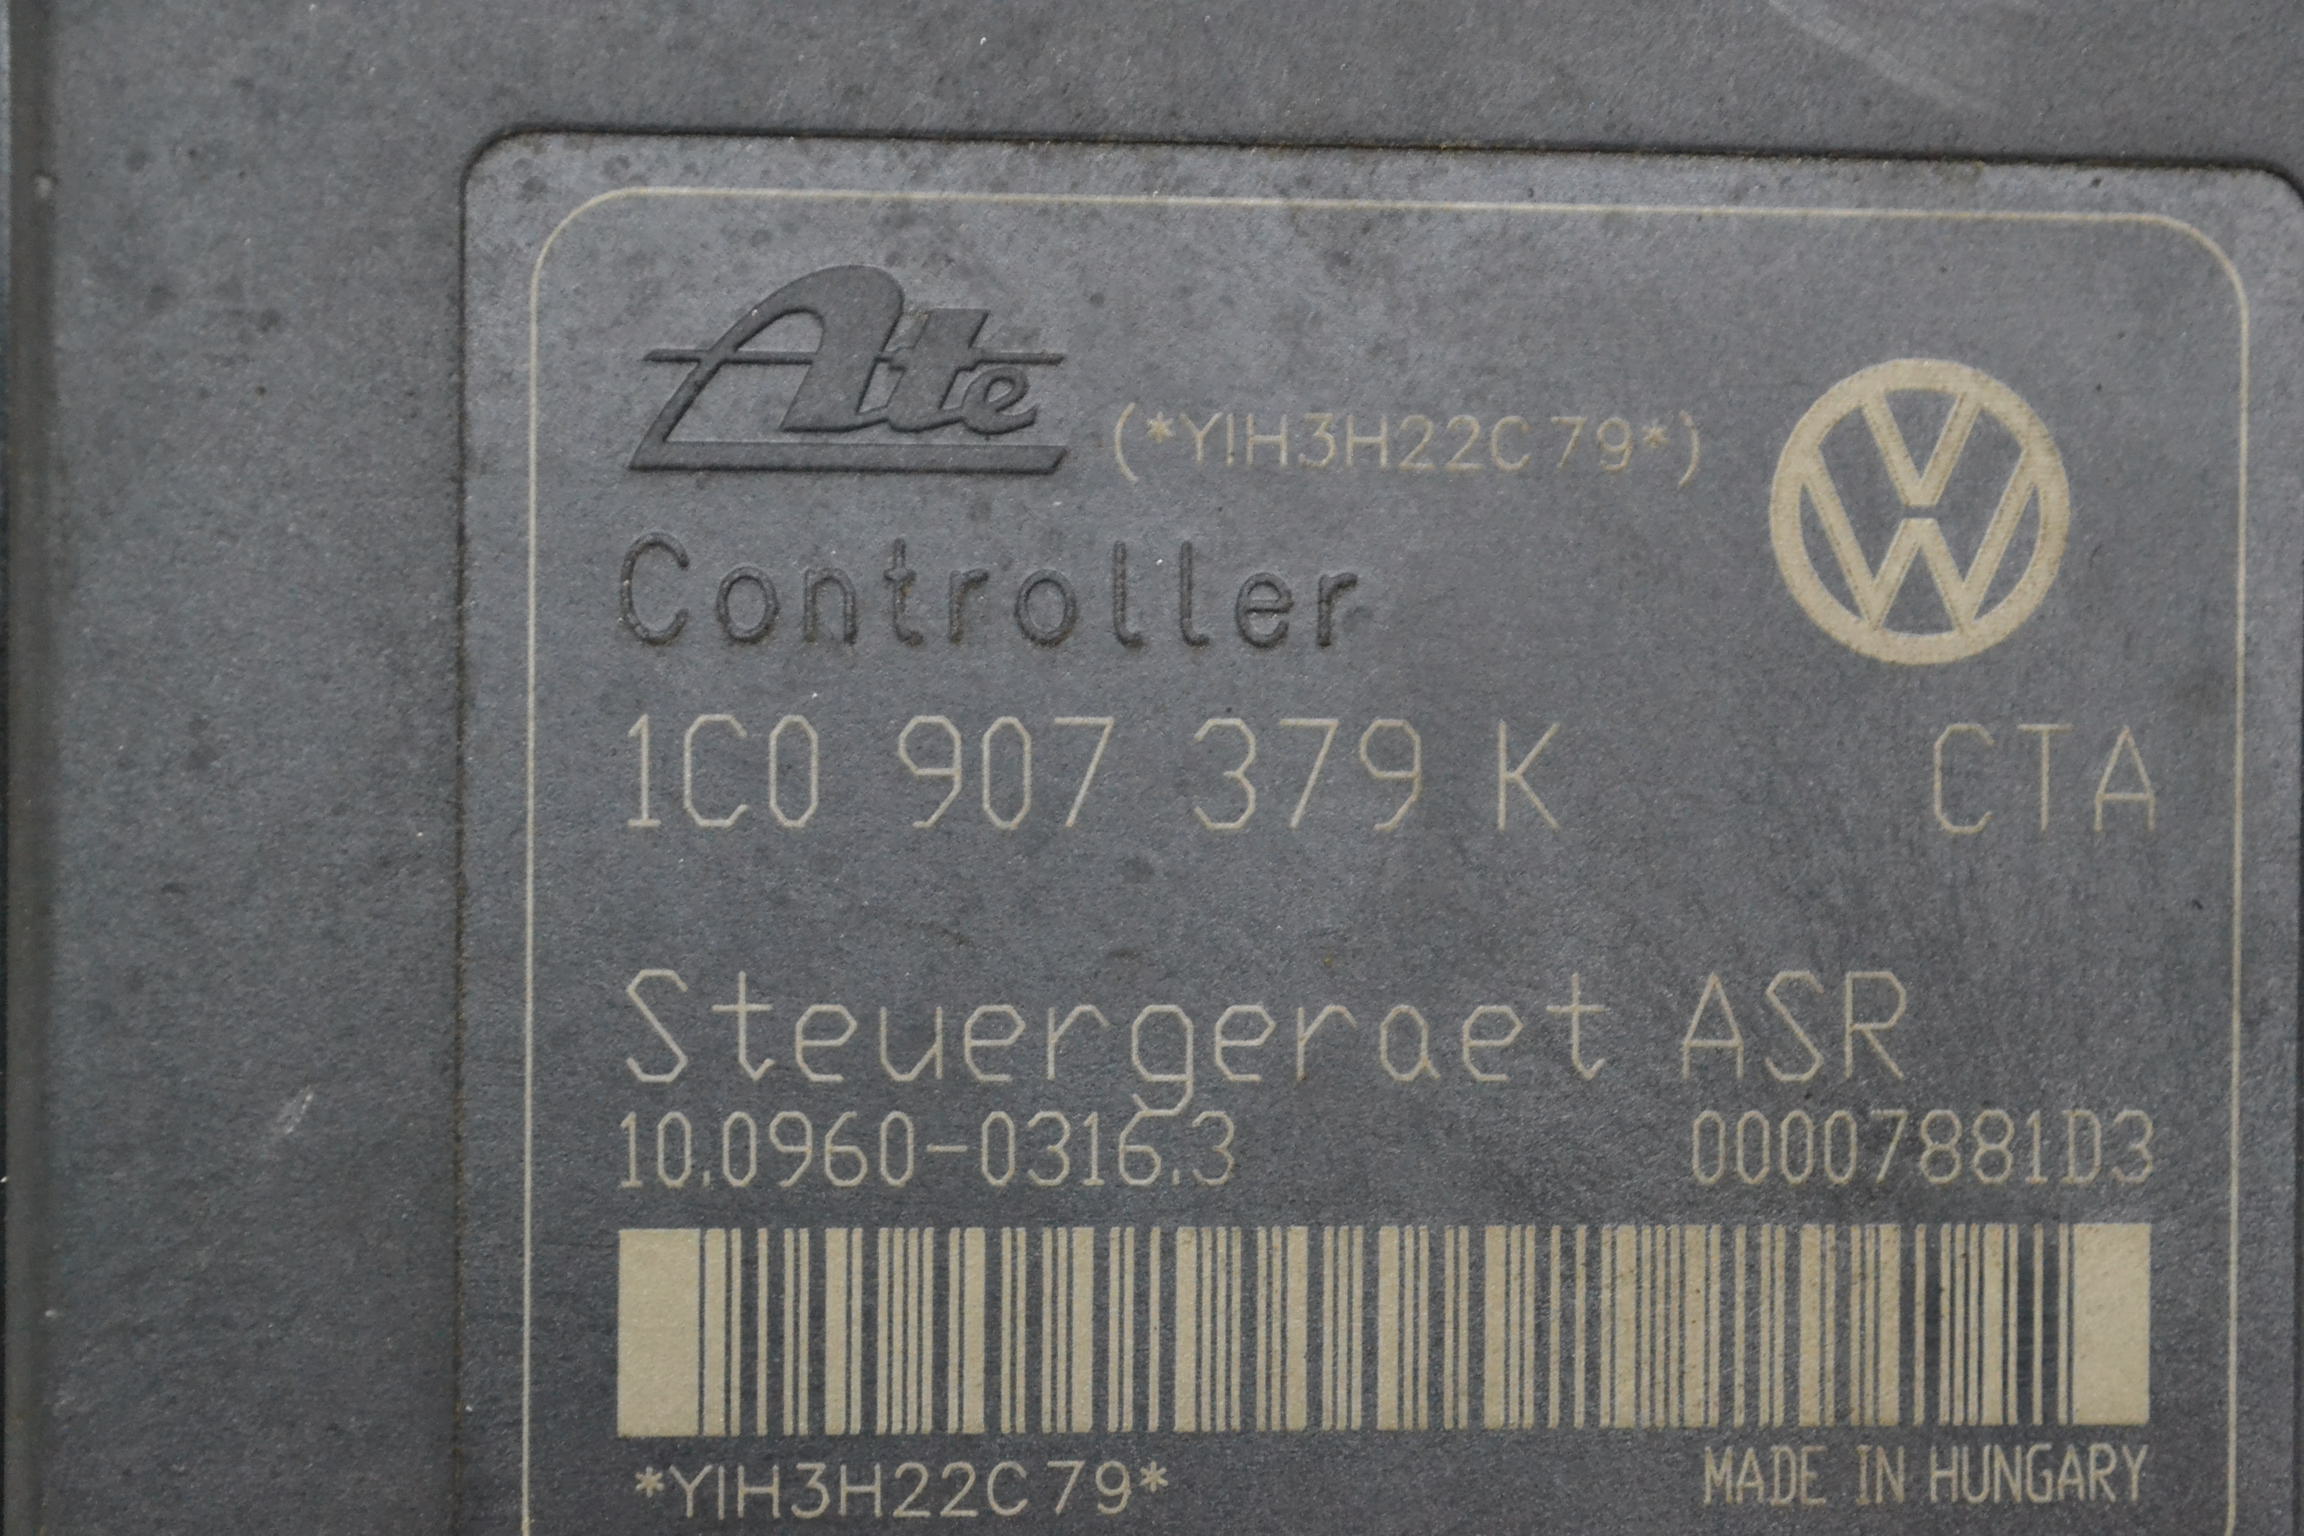 Ate (*YIH3H22C79*)
Controller
1C0 907 379 K CTA
Steuergeraet ASR
10.0960-0316.3 00007881D3
*YIH3H22C79* MADE IN HUNGARY